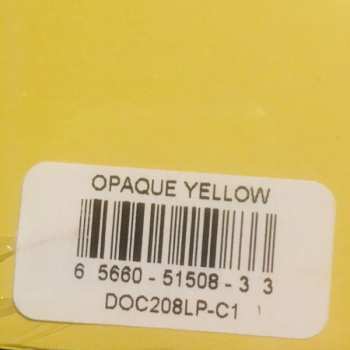 OPAQUE YELLOW
6 5660 - 51508 - 3 3
DOC208LP-C1